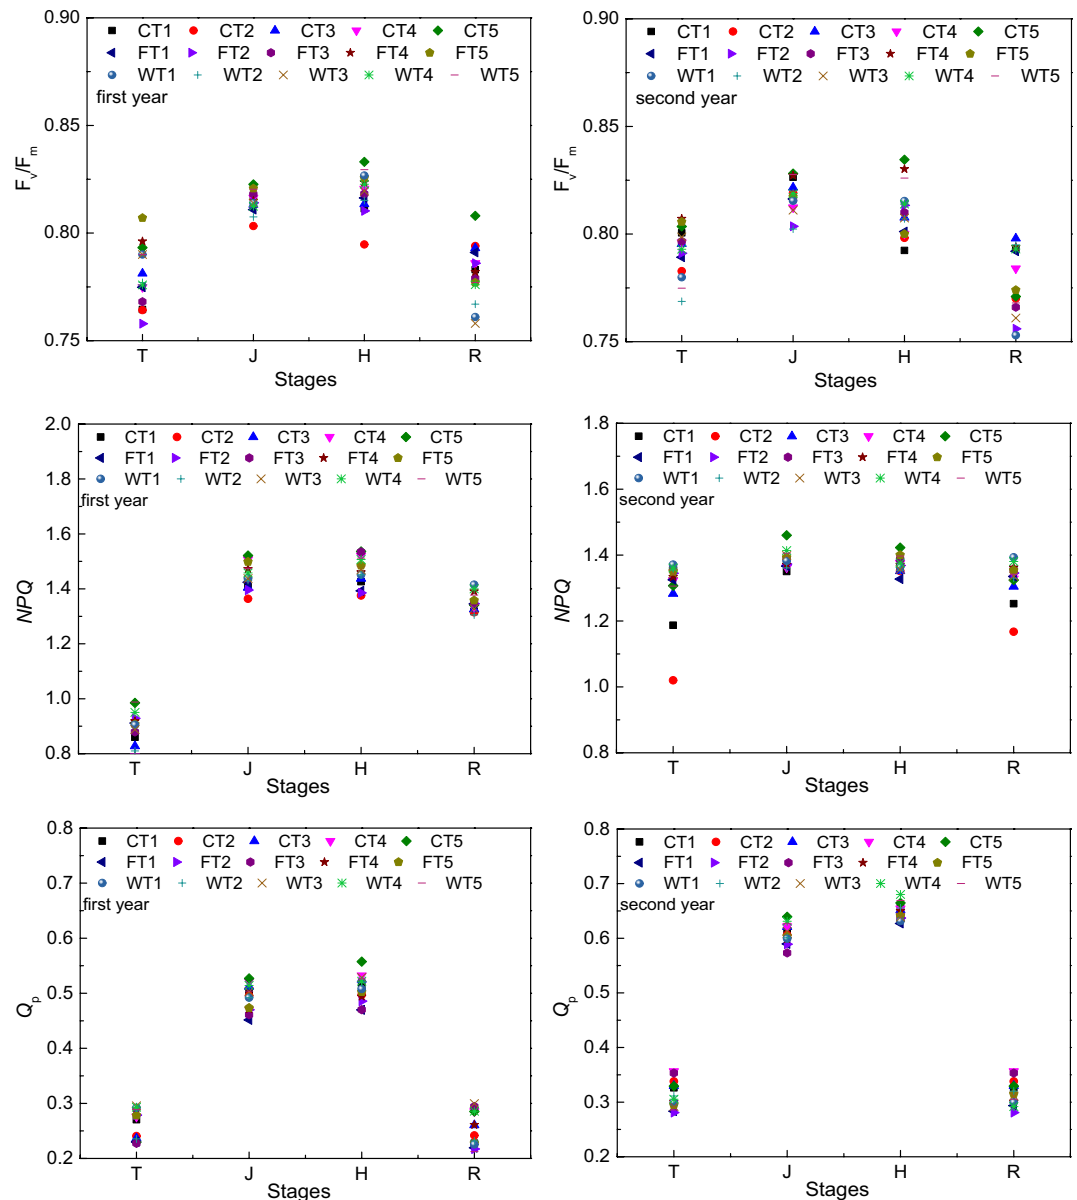 0.90
CT1 CT2 CT3 CT4 CT5
FT1 FT2 FT3 FT4 FT5
WT1 WT2 WT3 WT4 WT5
first year
0.85
Fv/Fm
0.80
0.75
T J H R
Stages
0.90
CT1 CT2 CT3 CT4 CT5
FT1 FT2 FT3 FT4 FT5
WT1 WT2 WT3 WT4 WT5
second year
0.85
Fv/Fm
0.80
0.75
T J H R
Stages
2.0
CT1 CT2 CT3 CT4 CT5
FT1 FT2 FT3 FT4 FT5
1.8
WT1 WT2 WT3 WT4 WT5
first year
1.6
1.4
NPQ
1.2
1.0
0.8
T J H R
Stages
1.8
CT1 CT2 CT3 CT4 CT5
FT1 FT2 FT3 FT4 FT5
WT1 WT2 WT3 WT4 WT5
1.6
second year
1.4
NPQ
1.2
1.0
0.8
T J H R
Stages
0.8
CT1 CT2 CT3 CT4 CT5
FT1 FT2 FT3 FT4 FT5
0.7
WT1 WT2 WT3 WT4 WT5
first year
0.6
0.5
Qp
0.4
0.3
0.2
T J H R
Stages
0.8
CT1 CT2 CT3 CT4 CT5
FT1 FT2 FT3 FT4 FT5
0.7
WT1 WT2 WT3 WT4 WT5
second year
0.6
0.5
Qp
0.4
0.3
0.2
T J H R
Stages